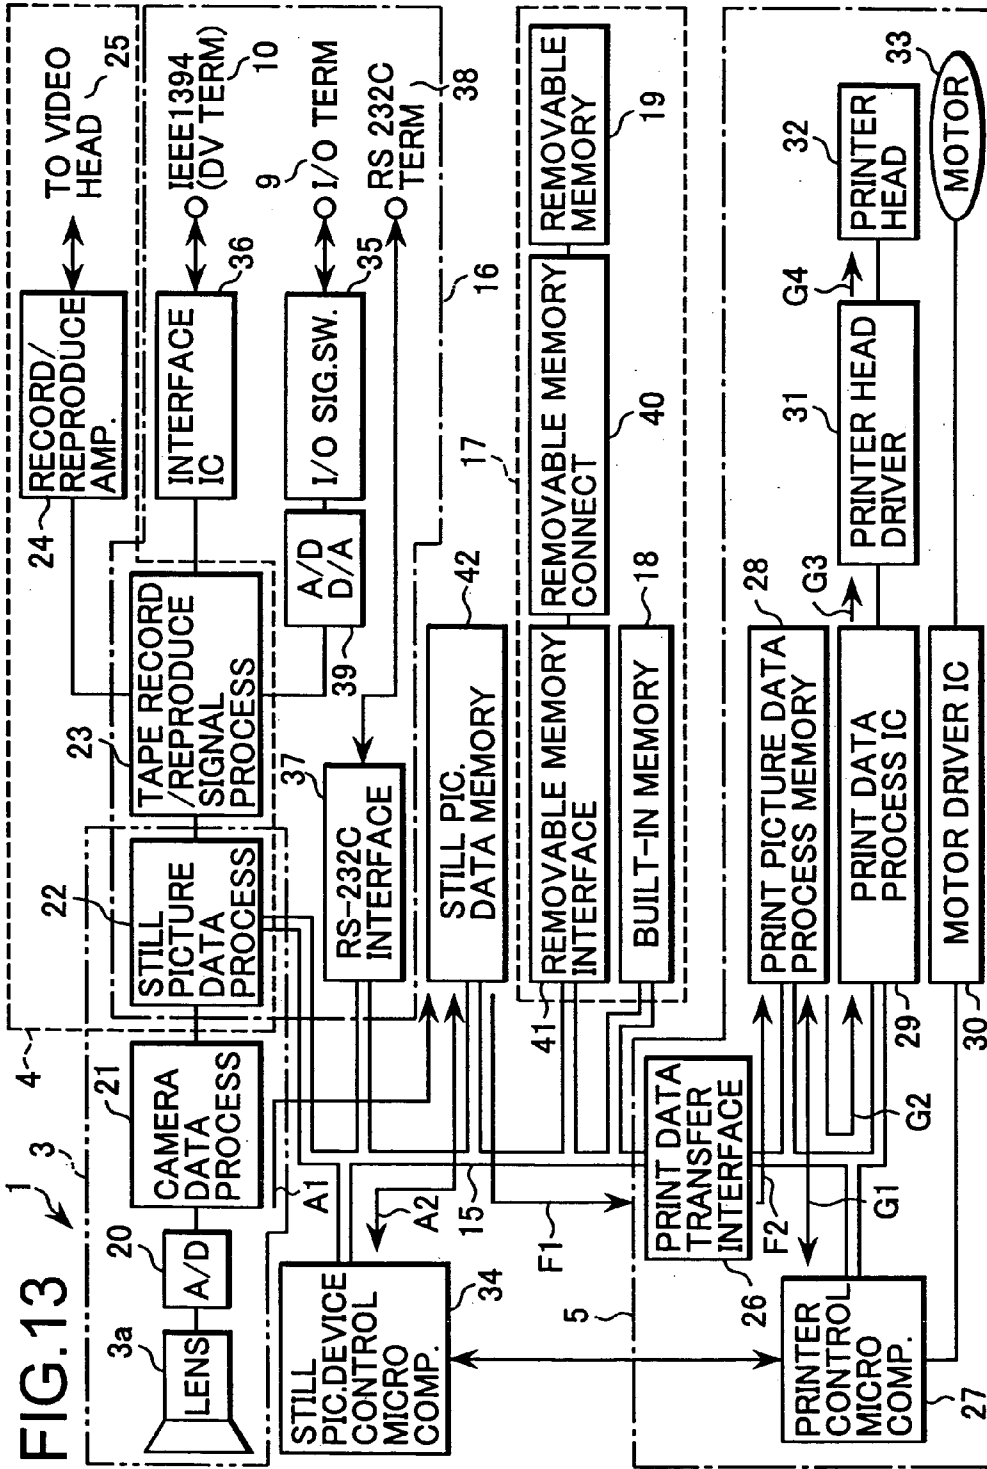 FIG.13
1
3
4
3a
LENS
20
A/D
21
CAMERA
DATA
PROCESS
22
STILL
PICTURE
DATA
PROCESS
23
TAPE RECORD
/REPRODUCE
SIGNAL
PROCESS
24
RECORD/
REPRODUCE
AMP.
TO VIDEO
HEAD
25
INTERFACE
IC
36
IEEE1394
(DV TERM)
10
A/D
D/A
39
I/O SIG.SW.
35
9
I/O TERM
RS 232C
TERM
38
16
A1
37
RS-232C
INTERFACE
STILL
PIC.DEVICE
CONTROL
MICRO
COMP.
34
A2
15
STILL PIC.
DATA MEMORY
42
17
41
REMOVABLE MEMORY
INTERFACE
REMOVABLE MEMORY
CONNECT
40
REMOVABLE
MEMORY
19
BUILT-IN MEMORY
18
F1
5
PRINT DATA
TRANSFER
INTERFACE
26
F2
G1
G2
PRINTER
CONTROL
MICRO
COMP.
27
PRINT PICTURE DATA
PROCESS MEMORY
28
PRINT DATA
PROCESS IC
29
MOTOR DRIVER IC
30
G3
PRINTER HEAD
DRIVER
31
G4
PRINTER
HEAD
32
MOTOR
33